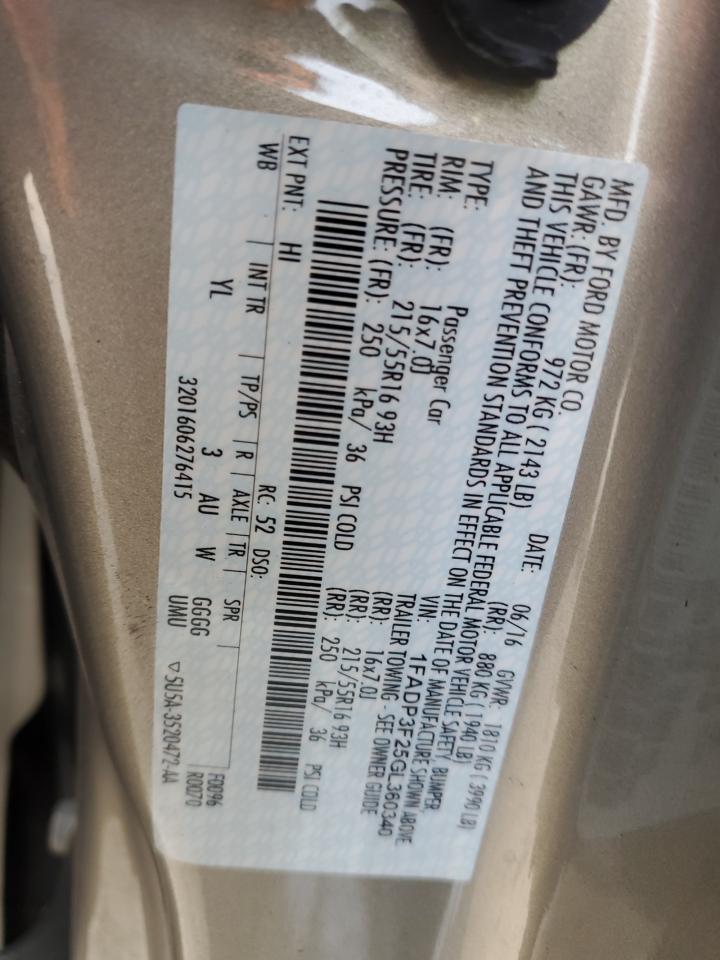 MFD. BY FORD MOTOR CO. DATE: 06/16 GVWR: 1810 KG ( 3990 LB)
GAWR: (FR): 972 KG ( 2143 LB) (RR): 880 KG ( 1940 LB)
THIS VEHICLE CONFORMS TO ALL APPLICABLE FEDERAL MOTOR VEHICLE SAFETY, BUMPER,
AND THEFT PREVENTION STANDARDS IN EFFECT ON THE DATE OF MANUFACTURE SHOWN ABOVE
VIN: 1FADP3F25GL360340
TYPE: Passenger Car TRAILER TOWING - SEE OWNER GUIDE
RIM: (FR): 16x7.0J (RR): 16x7.0J
TIRE: (FR): 215/55R16 93H (RR): 215/55R16 93H
PRESSURE: (FR): 250 kPa/ 36 PSI COLD (RR): 250 kPa/ 36 PSI COLD
EXT PNT: HI RC: 52 DSO:
WB | INT TR | TP/PS | R | AXLE | TR | SPR F0096
YL 3 AU W GGGG R0070
3201606276415 UMU ▽ 5U5A-3520472-AA